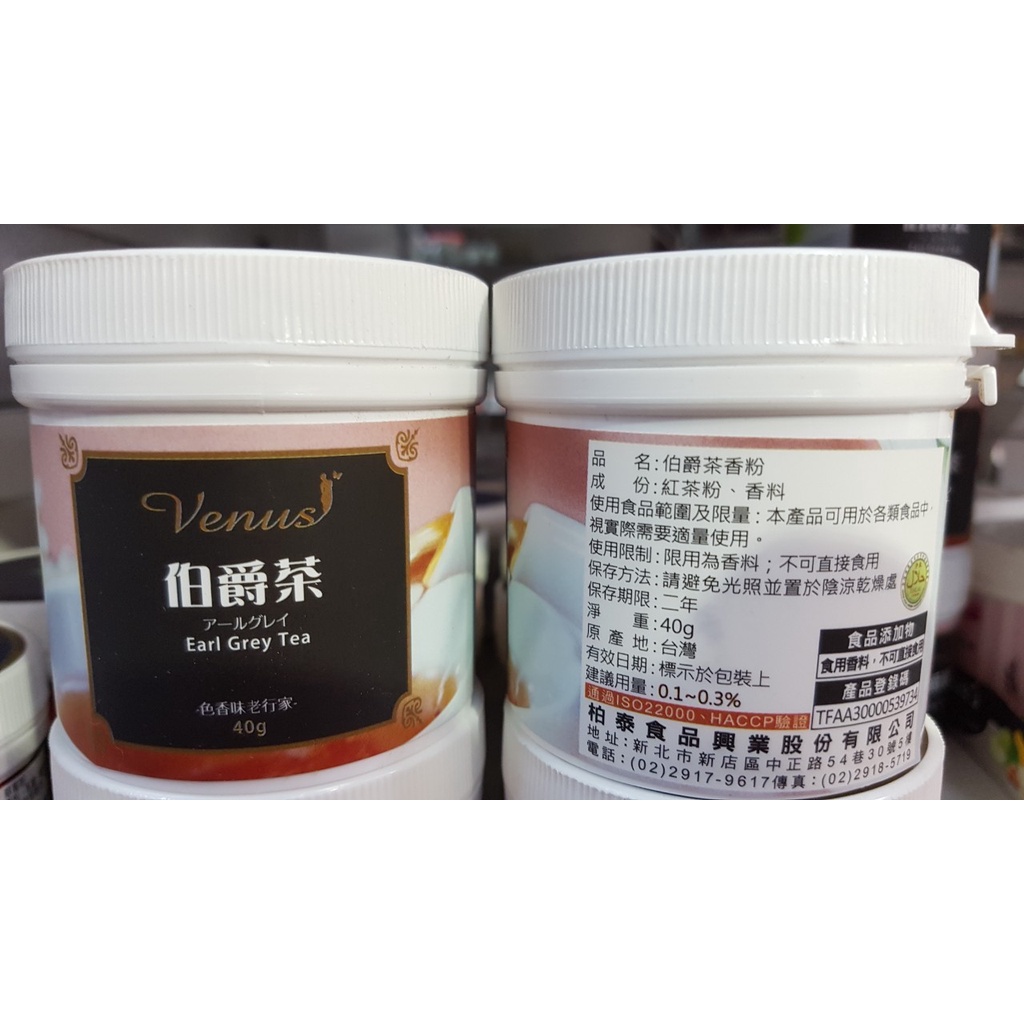 Venus
伯爵茶
アールグレイ
Earl Grey Tea
-色香味老行家-
40g
品　名:伯爵茶香粉
成　份:紅茶粉、香料
使用食品範圍及限量:本產品可用於各類食品中,
視實際需要適量使用。
使用限制:限用為香料;不可直接食用
保存方法:請避免光照並置於陰涼乾燥處
保存期限:二年
淨　重:40g
原產地:台灣
有效日期:標示於包裝上
建議用量:0.1~0.3%
通過ISO22000、HACCP驗證
食品添加物
食用香料,不可直接食用
產品登錄碼
TFAA30000539734
柏泰食品興業股份有限公司
地址:新北市新店區中正路54巷30號5樓
電話:(02)2917-9617傳真:(02)2918-5719